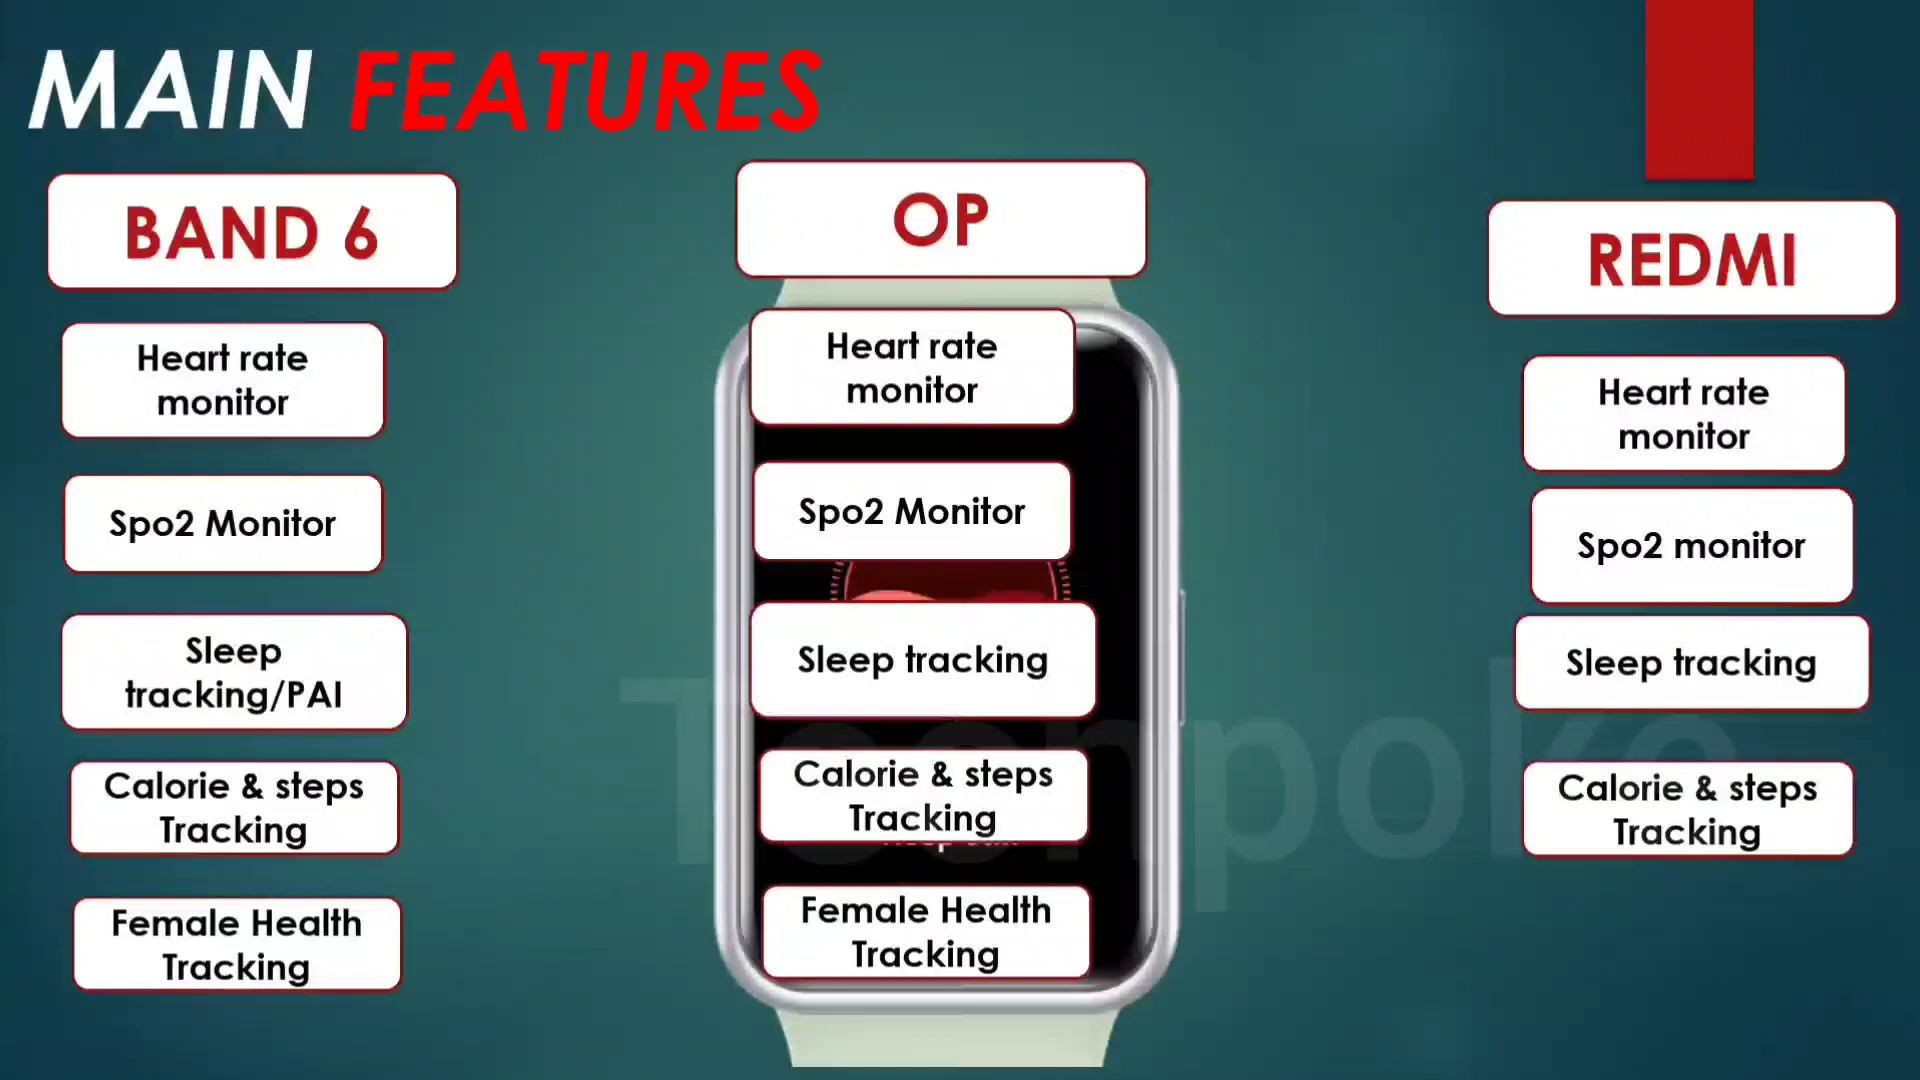 MAIN FEATURES
BAND 6
Heart rate
monitor
Spo2 Monitor
Sleep
tracking/PAI
Calorie & steps
Tracking
Female Health
Tracking
OP
Heart rate
monitor
Spo2 Monitor
Sleep tracking
Calorie & steps
Tracking
Female Health
Tracking
REDMI
Heart rate
monitor
Spo2 monitor
Sleep tracking
Calorie & steps
Tracking